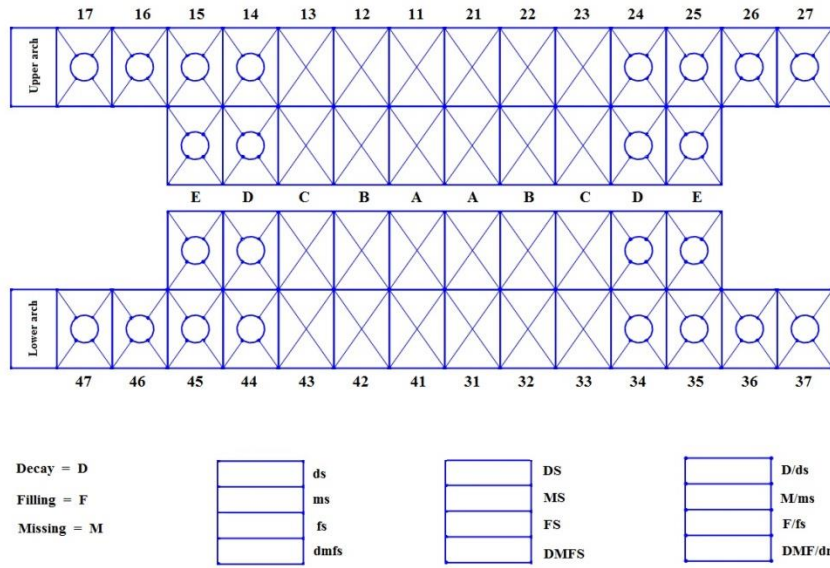 17 16 15 14 13 12 11 21 22 23 24 25 26 27
Upper arch
E D C B A A B C D E
Lower arch
47 46 45 44 43 42 41 31 32 33 34 35 36 37
Decay = D
Filling = F
Missing = M
ds
ms
fs
dmfs
DS
MS
FS
DMFS
D/ds
M/ms
F/fs